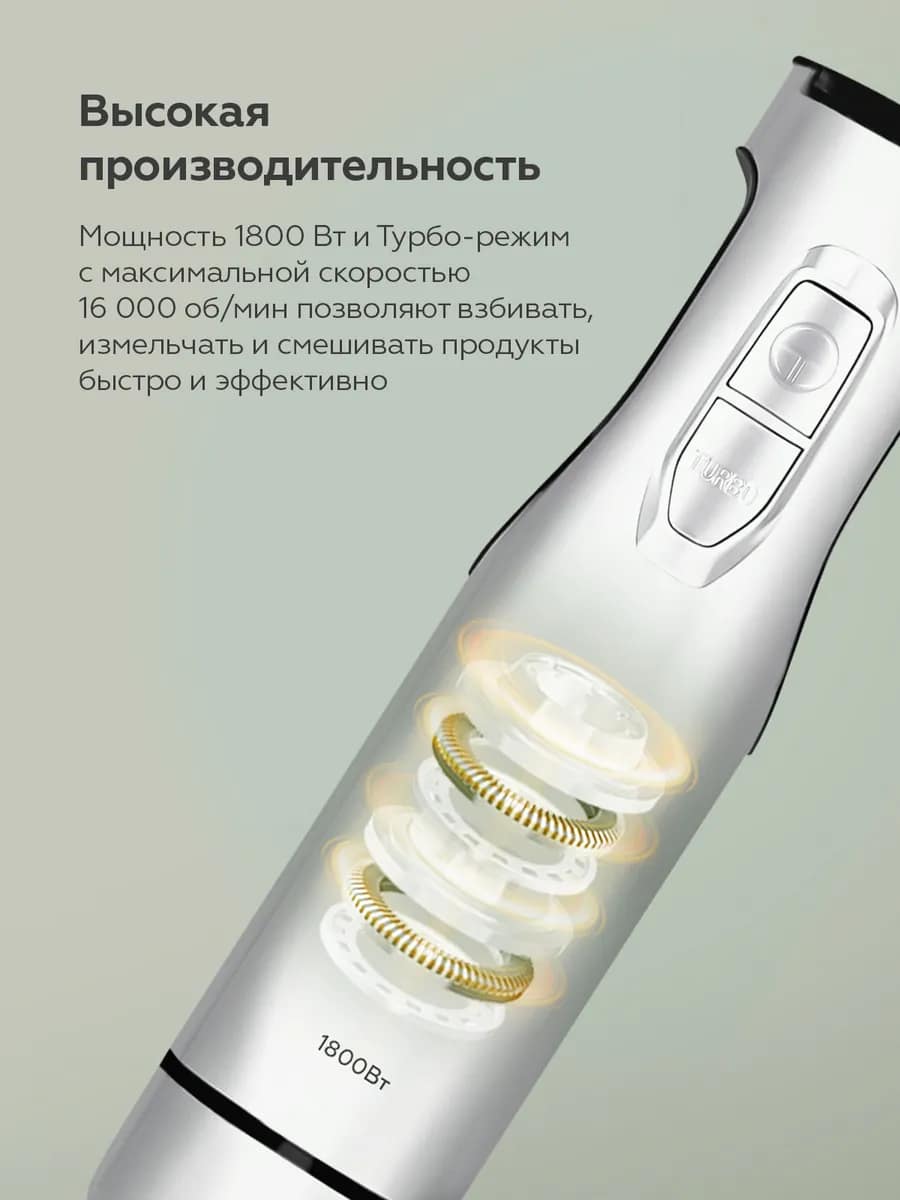 Высокая
производительность
Мощность 1800 Вт и Турбо-режим
с максимальной скоростью
16 000 об/мин позволяют взбивать,
измельчать и смешивать продукты
быстро и эффективно
TURBO
1800Вт